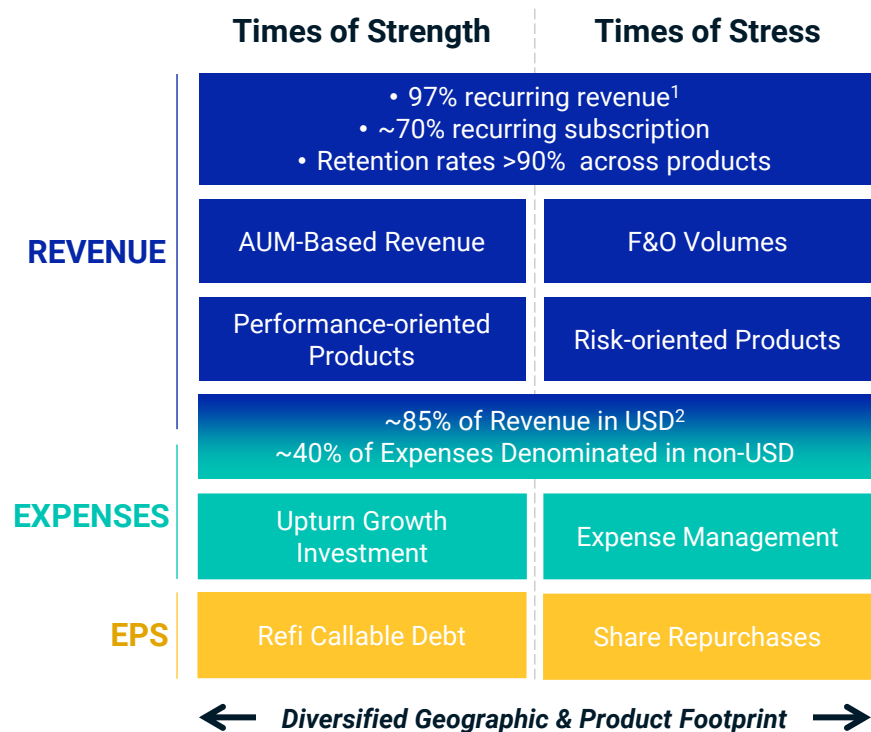 Times of Strength
Times of Stress
REVENUE
• 97% recurring revenue¹
• ~70% recurring subscription
• Retention rates >90% across products
AUM-Based Revenue
F&O Volumes
Performance-oriented
Products
Risk-oriented Products
~85% of Revenue in USD²
~40% of Expenses Denominated in non-USD
EXPENSES
Upturn Growth
Investment
Expense Management
EPS
Refi Callable Debt
Share Repurchases
Diversified Geographic & Product Footprint